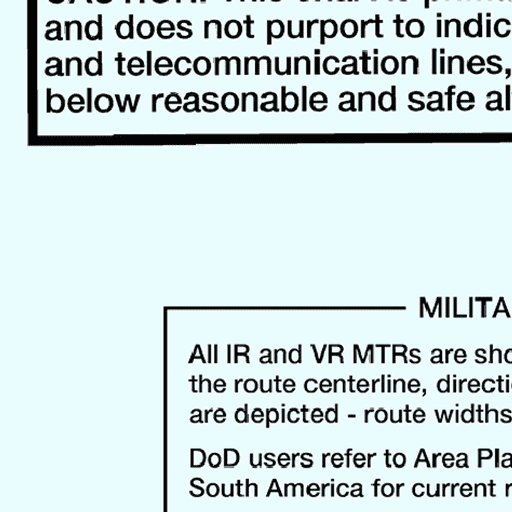 and does not purport to indic
and telecommunication lines,
below reasonable and safe al
MILITA
All IR and VR MTRs are sho
the route centerline, directi
are depicted - route widths
DoD users refer to Area Pla
South America for current r